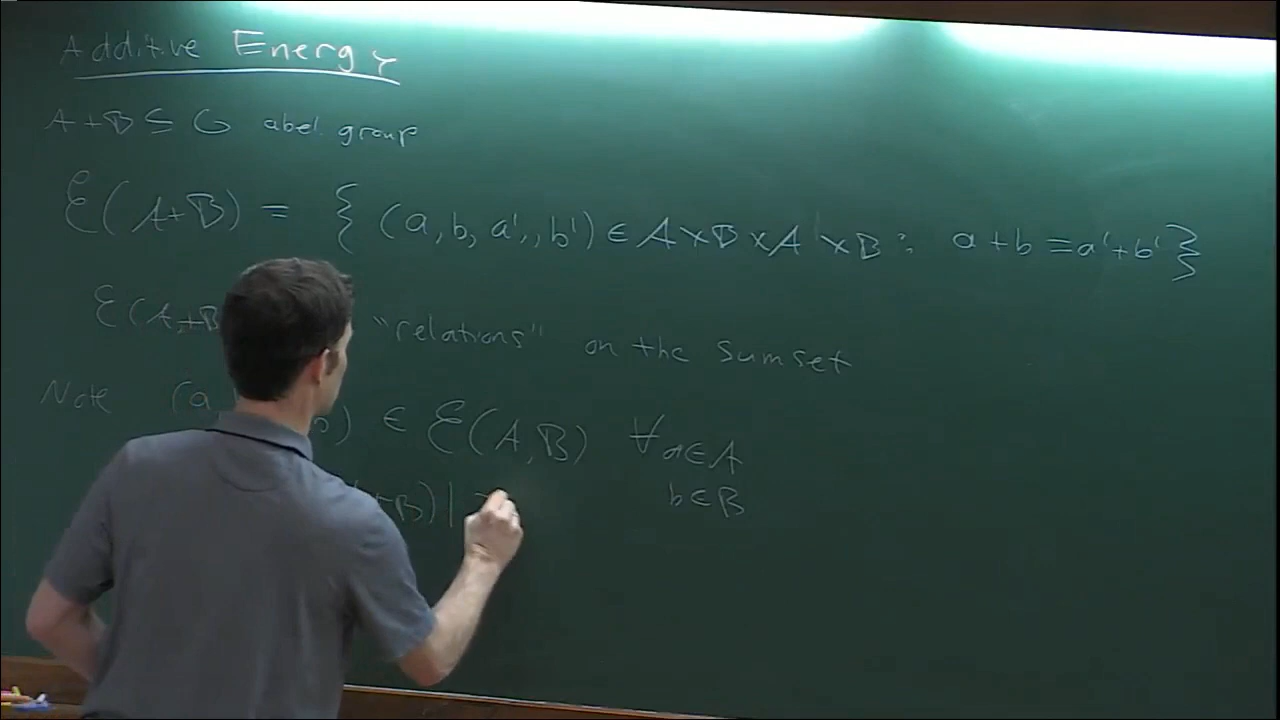 Additive Energy
A + B ⊆ G abel. group
E(A+B) = { (a, b, a', b') ∈ A×B×A×B : a+b = a'+b' }
E(A,+B "relations" on the sumset
Note (a b) ∈ E(A,B) ∀ a∈A
+B)| b∈B